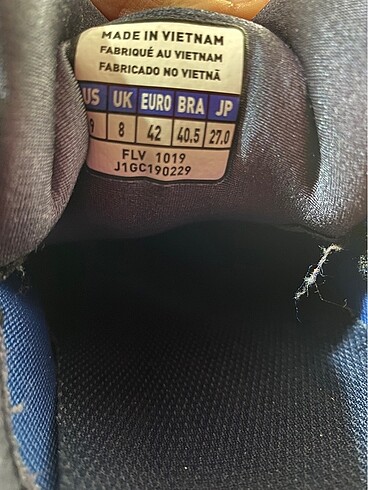 MADE IN VIETNAM
FABRIQUÉ AU VIETNAM
FABRICADO NO VIETNÃ
US UK EURO BRA JP
9 8 42 40.5 27.0
FLV 1019
J1GC190229